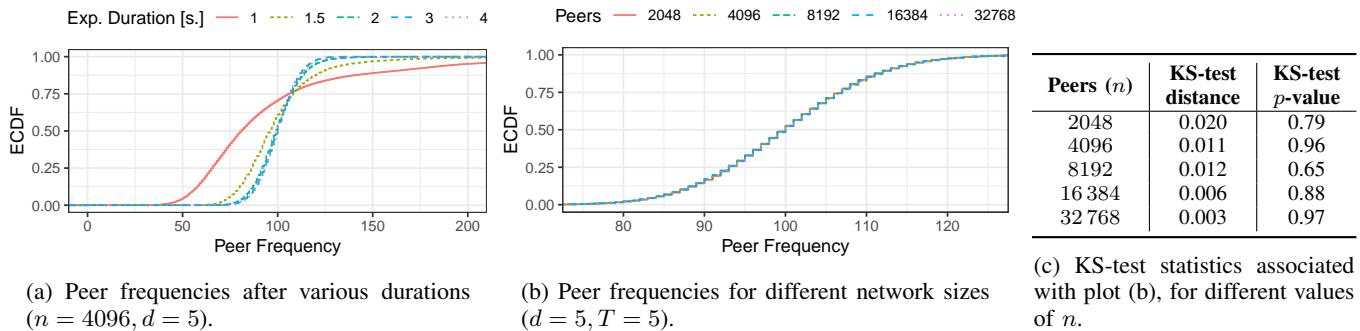 Exp. Duration [s.] 1 1.5 2 3 4
ECDF
1.00
0.75
0.50
0.25
0.00
0 50 100 150 200
Peer Frequency
(a) Peer frequencies after various durations
(n = 4096, d = 5).
Peers 2048 4096 8192 16384 32768
ECDF
1.00
0.75
0.50
0.25
0.00
80 90 100 110 120
Peer Frequency
(b) Peer frequencies for different network sizes
(d = 5, T = 5).
Peers (n) KS-test distance KS-test p-value
2048 0.020 0.79
4096 0.011 0.96
8192 0.012 0.65
16 384 0.006 0.88
32 768 0.003 0.97
(c) KS-test statistics associated
with plot (b), for different values
of n.